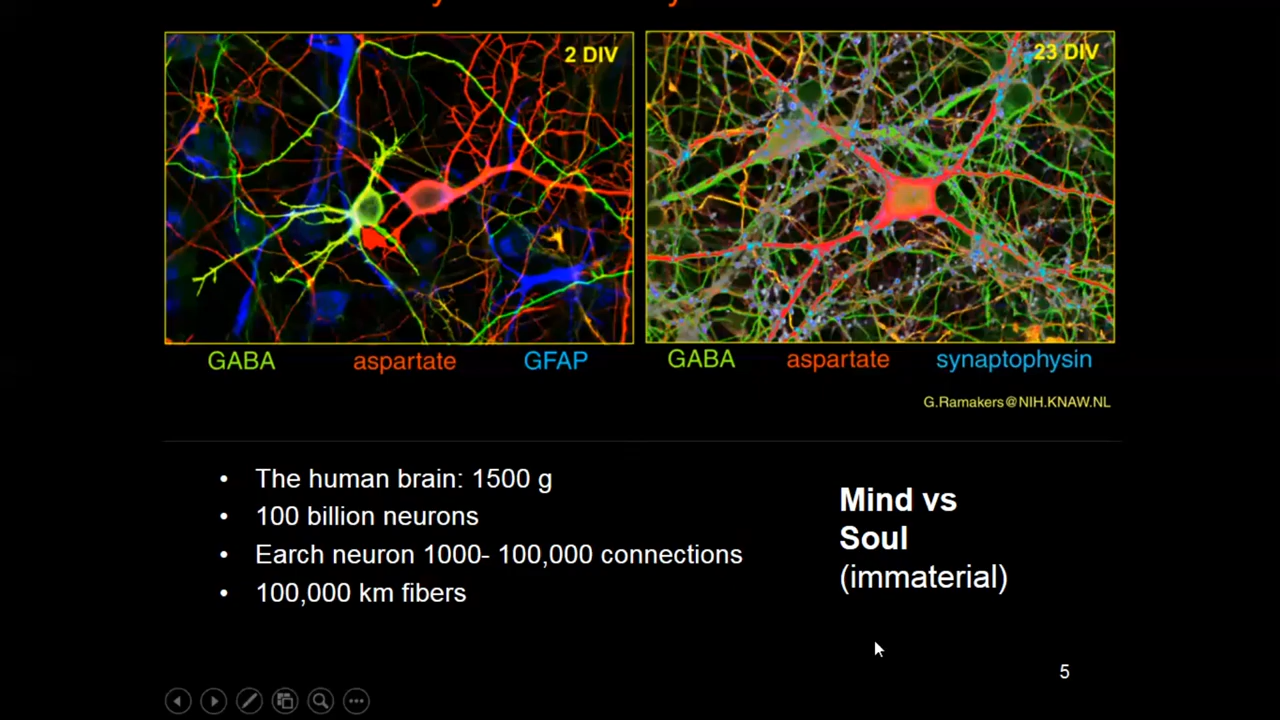 2 DIV
23 DIV
GABA aspartate GFAP
GABA aspartate synaptophysin
G.Ramakers@NIH.KNAW.NL
• The human brain: 1500 g
• 100 billion neurons
• Earch neuron 1000- 100,000 connections
• 100,000 km fibers
Mind vs
Soul
(immaterial)
5